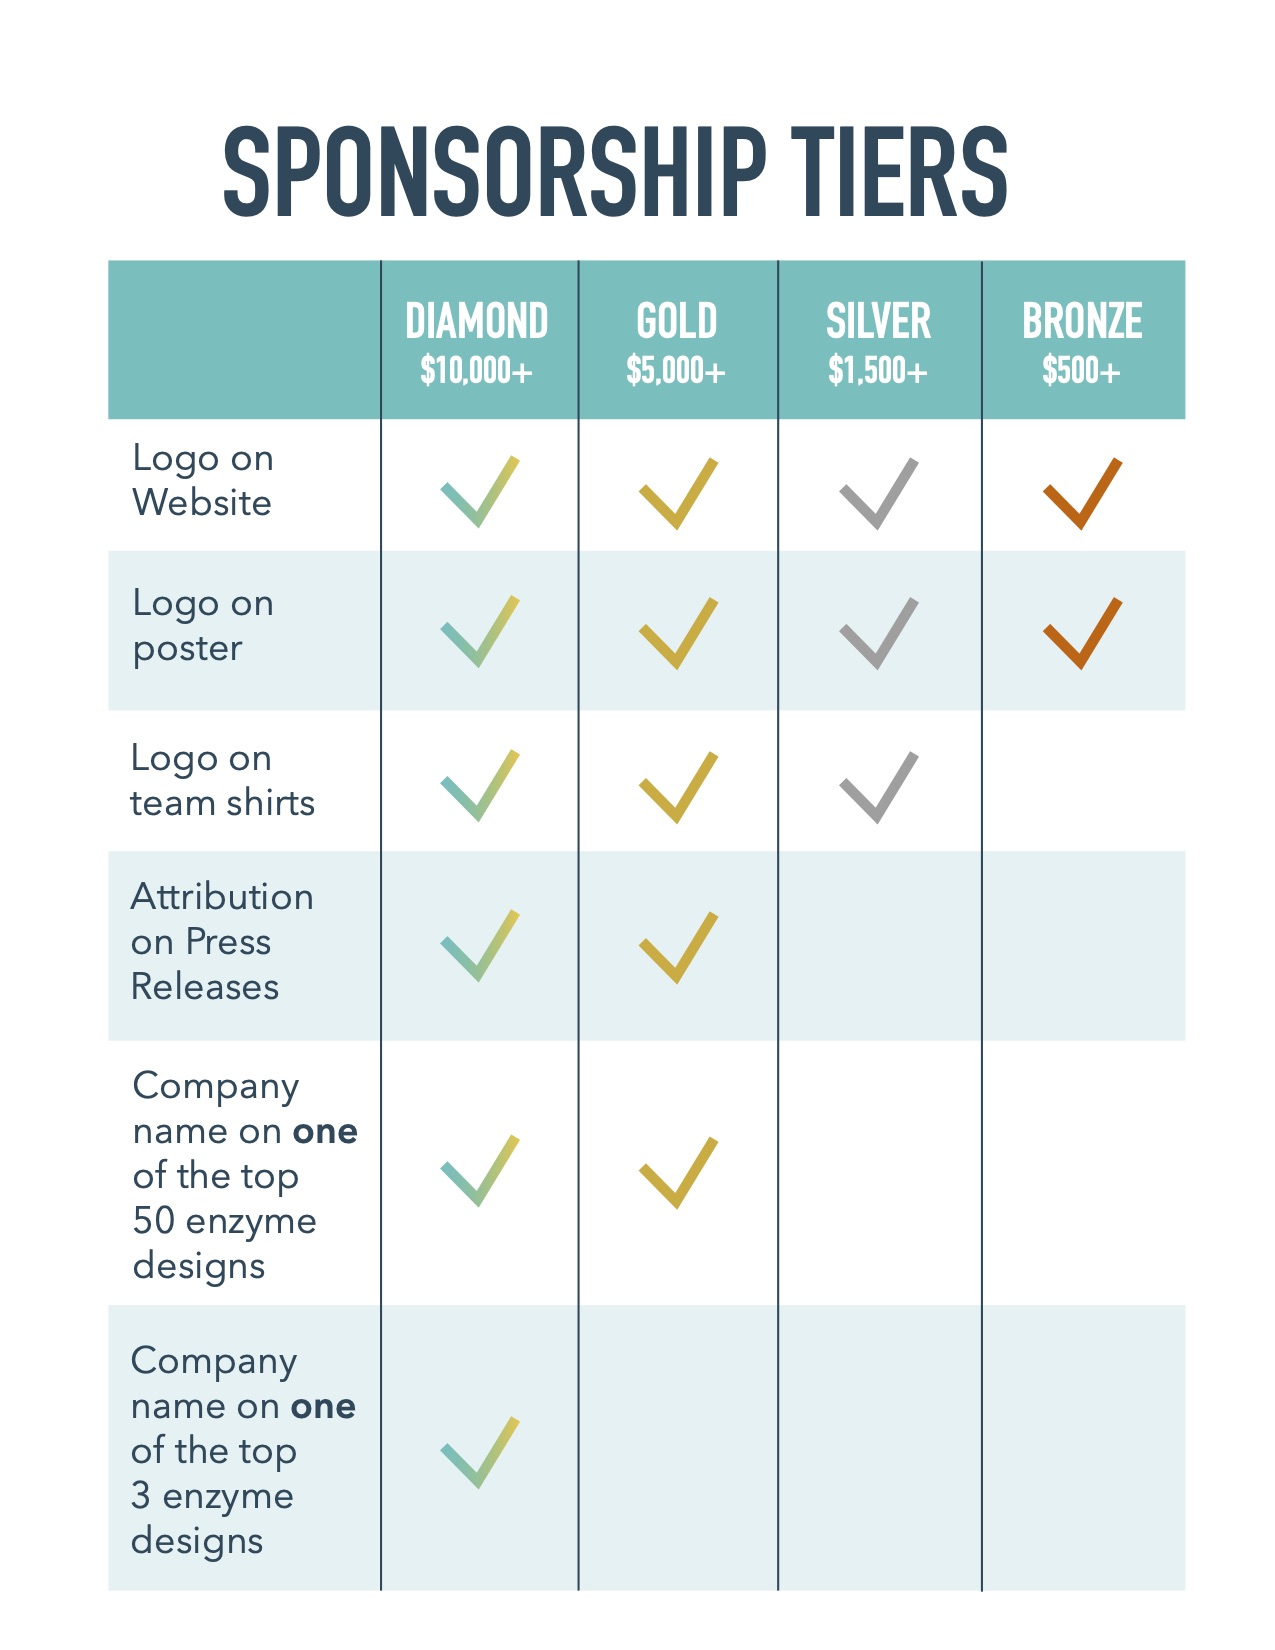 SPONSORSHIP TIERS
DIAMOND
$10,000+
GOLD
$5,000+
SILVER
$1,500+
BRONZE
$500+
Logo on
Website
Logo on
poster
Logo on
team shirts
Attribution
on Press
Releases
Company
name on one
of the top
50 enzyme
designs
Company
name on one
of the top
3 enzyme
designs